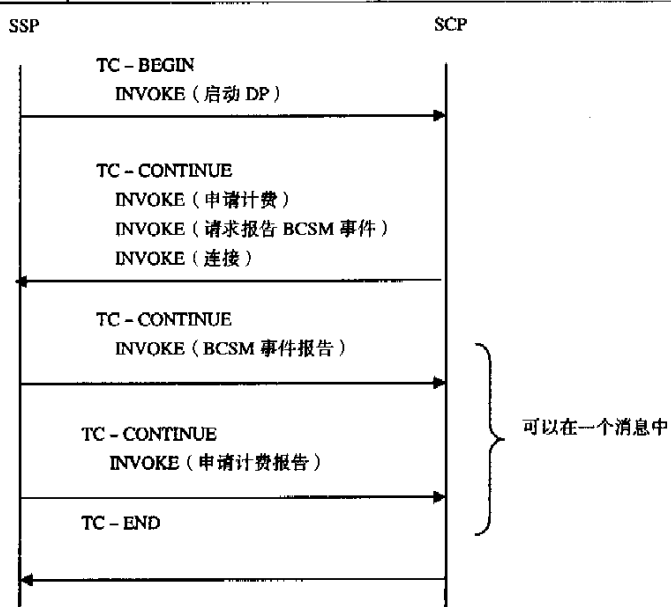 SSP
SCP
TC – BEGIN
INVOKE（启动 DP）
TC – CONTINUE
INVOKE（申请计费）
INVOKE（请求报告 BCSM 事件）
INVOKE（连接）
TC – CONTINUE
INVOKE（BCSM 事件报告）
可以在一个消息中
TC – CONTINUE
INVOKE（申请计费报告）
TC – END